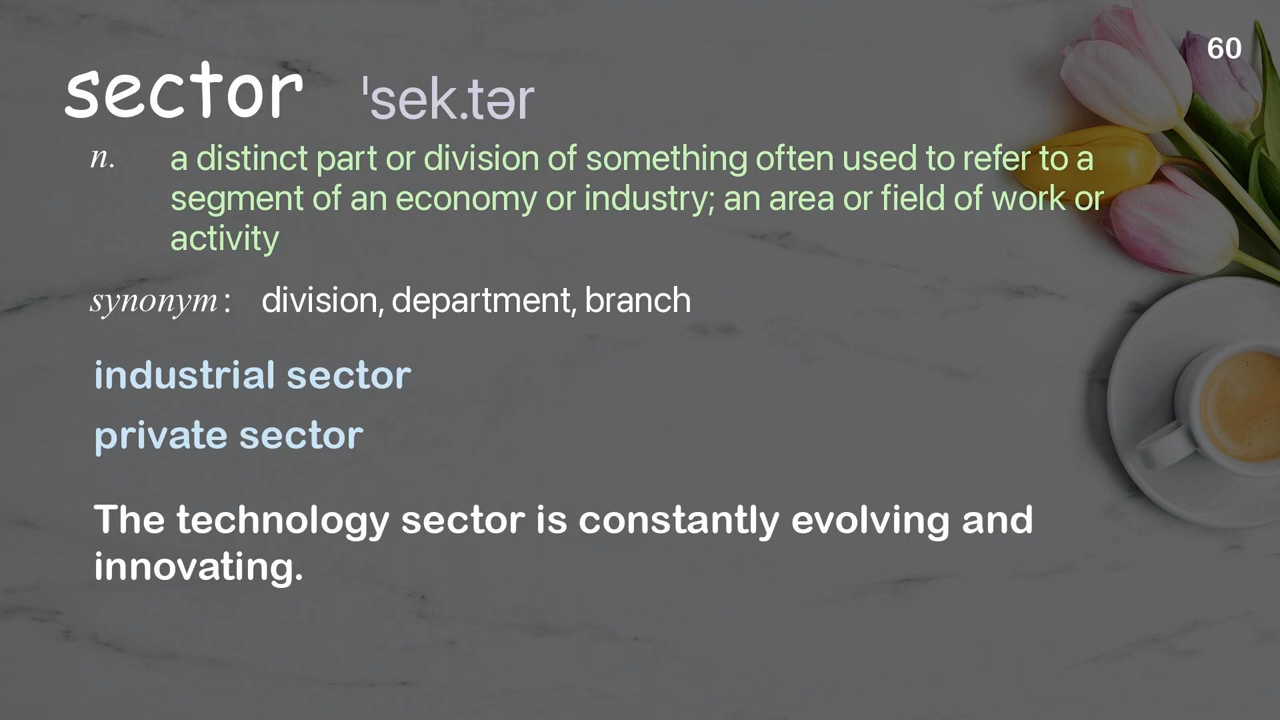 60
sector ˈsek.tər
n. a distinct part or division of something often used to refer to a
segment of an economy or industry; an area or field of work or
activity
synonym: division, department, branch
industrial sector
private sector
The technology sector is constantly evolving and
innovating.